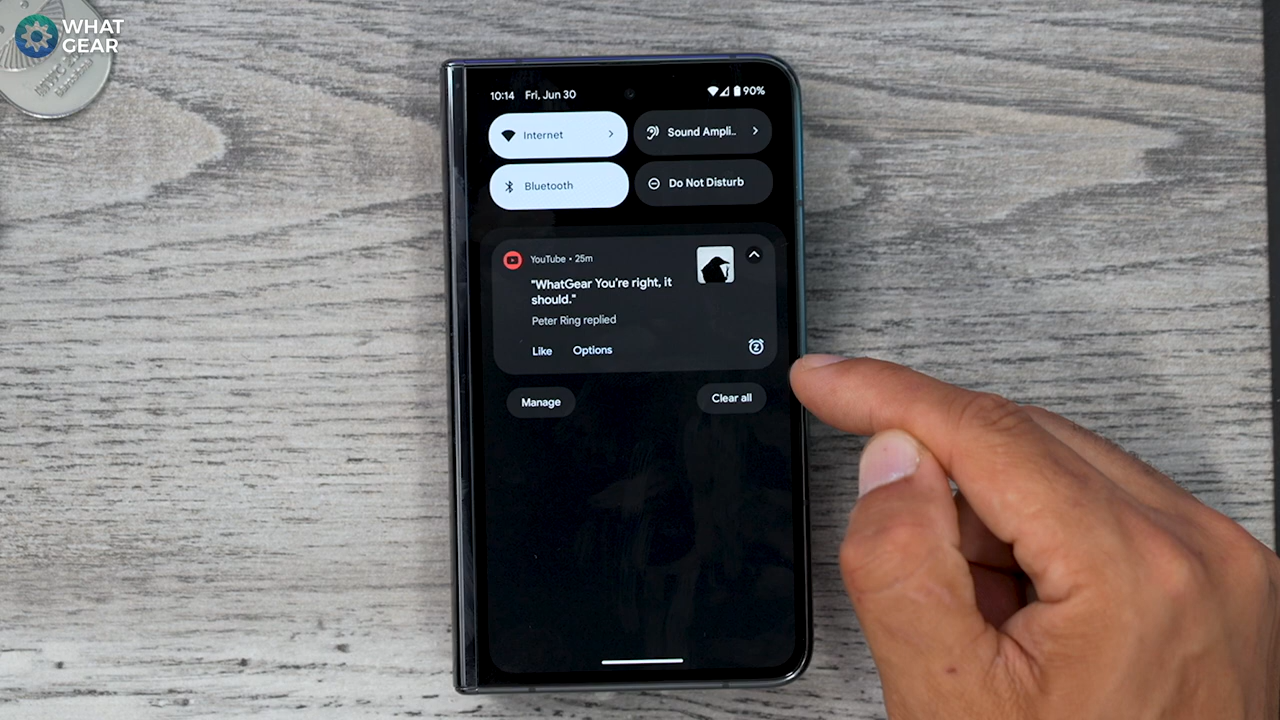 WHAT
GEAR
10:14 Fri, Jun 30 90%
Internet
Sound Ampli..
Bluetooth
Do Not Disturb
YouTube • 25m
"WhatGear You're right, it
should."
Peter Ring replied
Like Options
Manage
Clear all